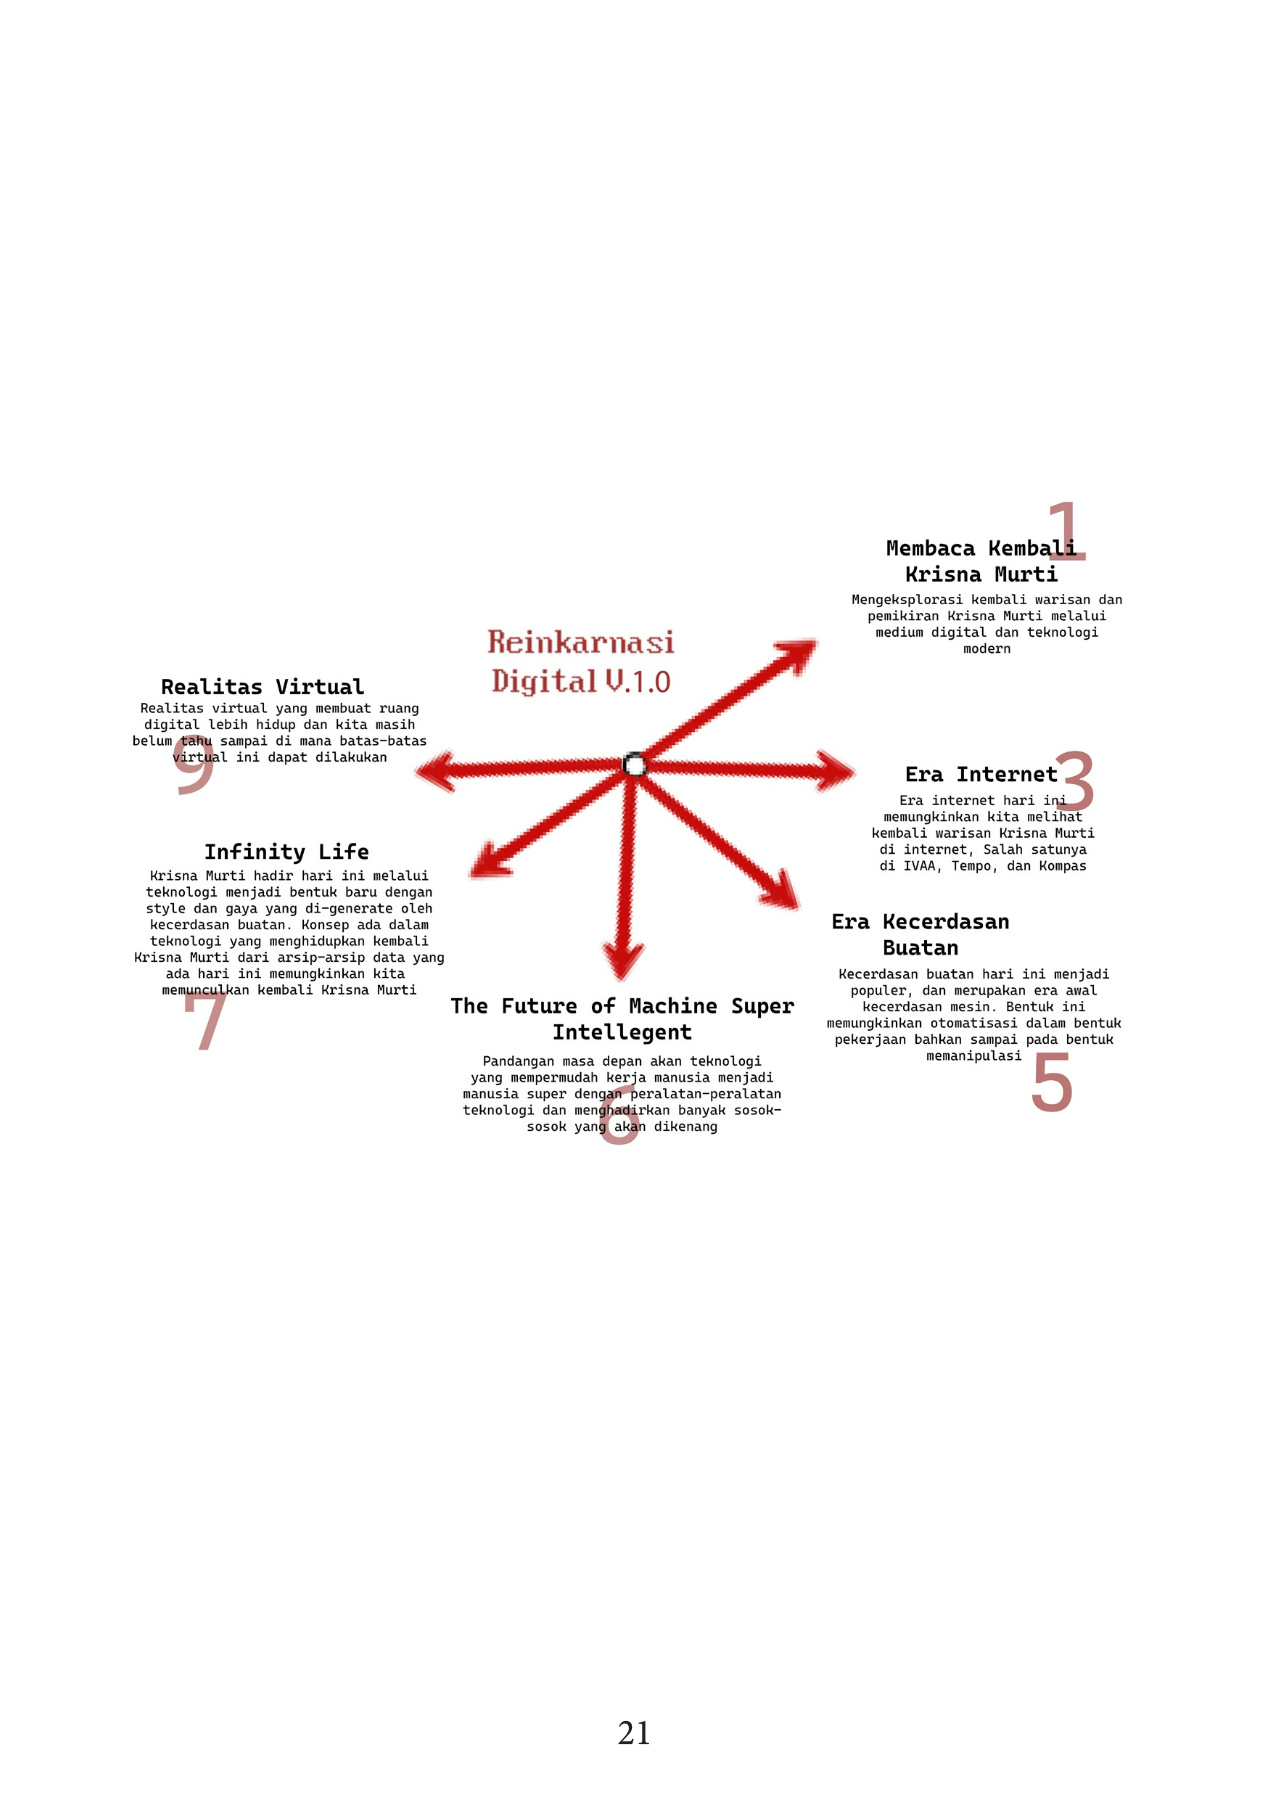 Reinkarnasi
Digital V.1.0
1
Membaca Kembali
Krisna Murti
Mengeksplorasi kembali warisan dan
pemikiran Krisna Murti melalui
medium digital dan teknologi
modern
3
Era Internet
Era internet hari ini
memungkinkan kita melihat
kembali warisan Krisna Murti
di internet, Salah satunya
di IVAA, Tempo, dan Kompas
Era Kecerdasan
Buatan
Kecerdasan buatan hari ini menjadi
populer, dan merupakan era awal
kecerdasan mesin. Bentuk ini
memungkinkan otomatisasi dalam bentuk
pekerjaan bahkan sampai pada bentuk
memanipulasi
5
The Future of Machine Super
Intellegent
Pandangan masa depan akan teknologi
yang mempermudah kerja manusia menjadi
manusia super dengan peralatan-peralatan
teknologi dan menghadirkan banyak sosok-
sosok yang akan dikenang
6
Infinity Life
Krisna Murti hadir hari ini melalui
teknologi menjadi bentuk baru dengan
style dan gaya yang di-generate oleh
kecerdasan buatan. Konsep ada dalam
teknologi yang menghidupkan kembali
Krisna Murti dari arsip-arsip data yang
ada hari ini memungkinkan kita
memunculkan kembali Krisna Murti
7
Realitas Virtual
Realitas virtual yang membuat ruang
digital lebih hidup dan kita masih
belum tahu sampai di mana batas-batas
virtual ini dapat dilakukan
9
21